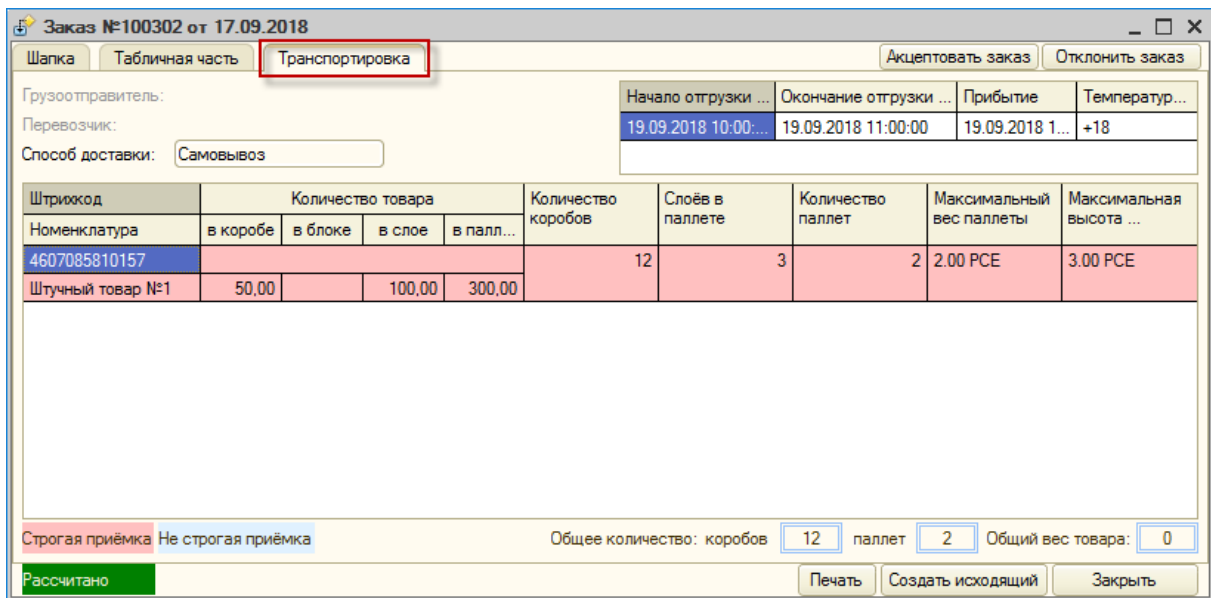 Заказ №100302 от 17.09.2018
Шапка Табличная часть Транспортировка Акцептовать заказ Отклонить заказ
Грузоотправитель:
Перевозчик:
Способ доставки: Самовывоз
Начало отгрузки ... Окончание отгрузки ... Прибытие Температур...
19.09.2018 10:00:... 19.09.2018 11:00:00 19.09.2018 1... +18
Штрихкод Количество товара Количество коробов Слоёв в паллете Количество паллет Максимальный вес паллеты Максимальная высота ...
Номенклатура в коробе в блоке в слое в палл...
4607085810157 12 3 2 2.00 PCE 3.00 PCE
Штучный товар №1 50,00 100,00 300,00
Строгая приёмка Не строгая приёмка Общее количество: коробов 12 паллет 2 Общий вес товара: 0
Рассчитано Печать Создать исходящий Закрыть